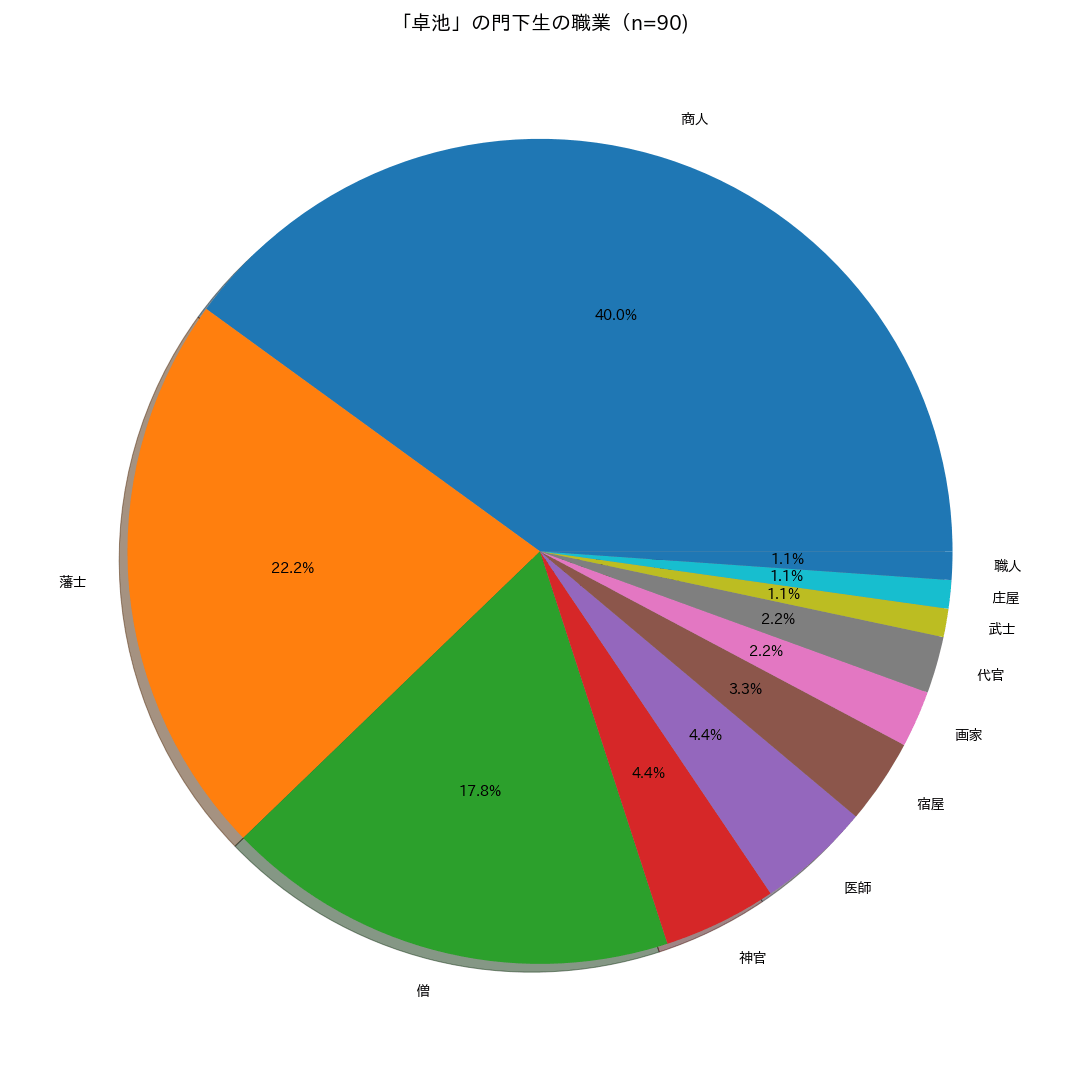 「卓池」の門下生の職業（n=90)
商人
40.0%
藩士
22.2%
僧
17.8%
神官
4.4%
医師
4.4%
宿屋
3.3%
画家
2.2%
代官
2.2%
武士
1.1%
庄屋
1.1%
職人
1.1%